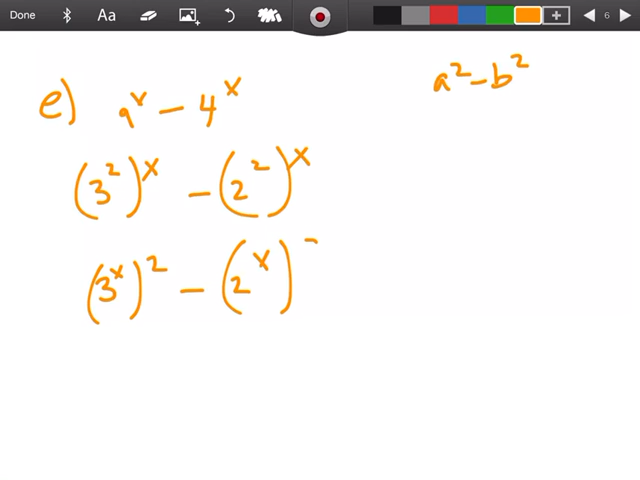 Done Aa 6
a² – b²
e) 9ˣ – 4ˣ
(3²)ˣ – (2²)ˣ
(3ˣ)² – (2ˣ)